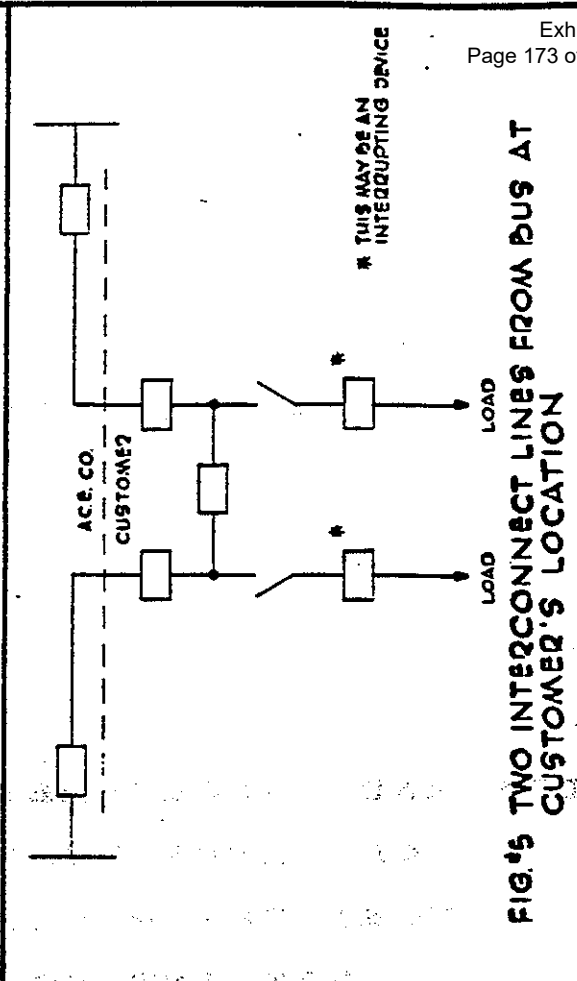 Exh
Page 173 o
* THIS MAY BE AN
INTERRUPTING DEVICE
A.C.E. CO.
CUSTOMER
*
*
LOAD
LOAD
FIG. #5 TWO INTERCONNECT LINES FROM BUS AT
CUSTOMER'S LOCATION